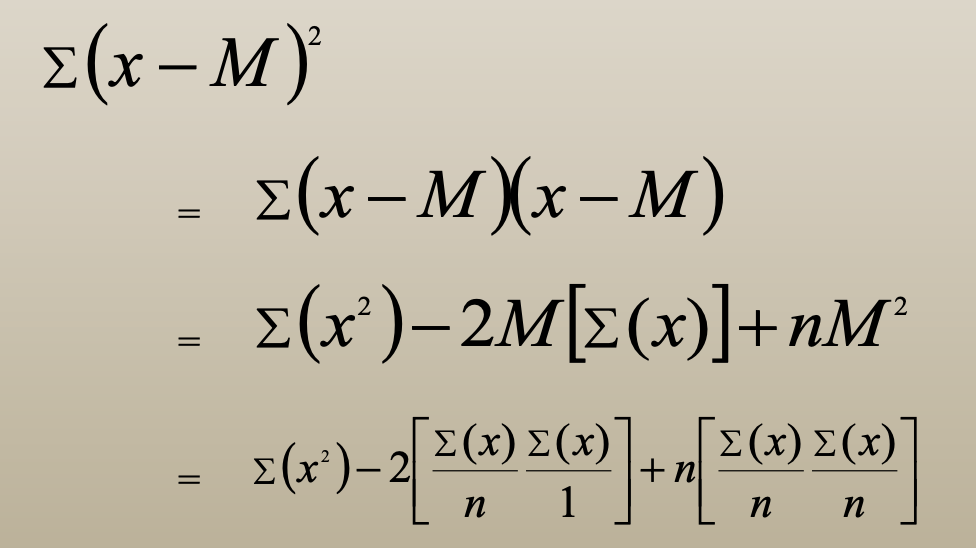 Σ(x − M)²
= Σ(x − M)(x − M)
= Σ(x²) − 2M[Σ(x)] + nM²
= Σ(x²) − 2[Σ(x)/n Σ(x)/1] + n[Σ(x)/n Σ(x)/n]